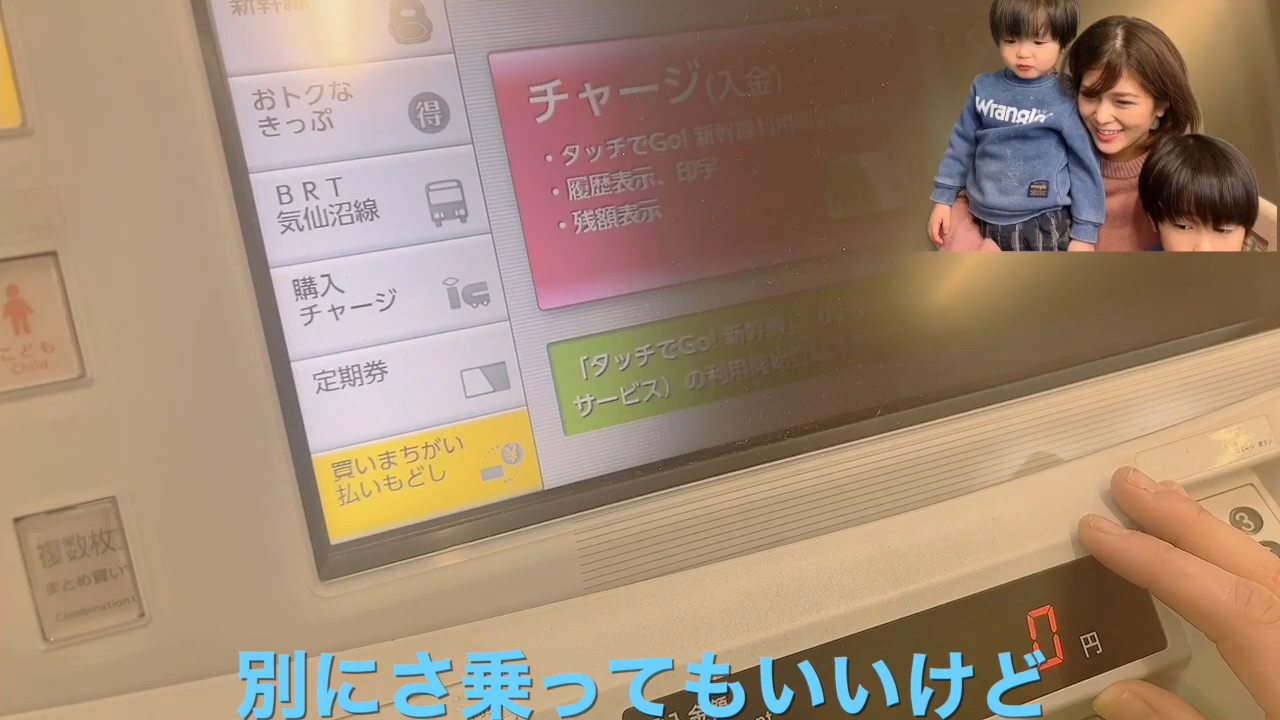 新幹線
おトクな
きっぷ
得
BRT
気仙沼線
購入
チャージ
定期券
買いまちがい
払いもどし
¥
チャージ(入金)
・タッチでGo! 新幹線利用
・履歴表示、印字
・残額表示
「タッチでGo! 新幹線」
サービス）の利用開始
Wrangler
こども
Child
複数枚
まとめ買い
Combination
3
0円
別にさ乗ってもいいけど